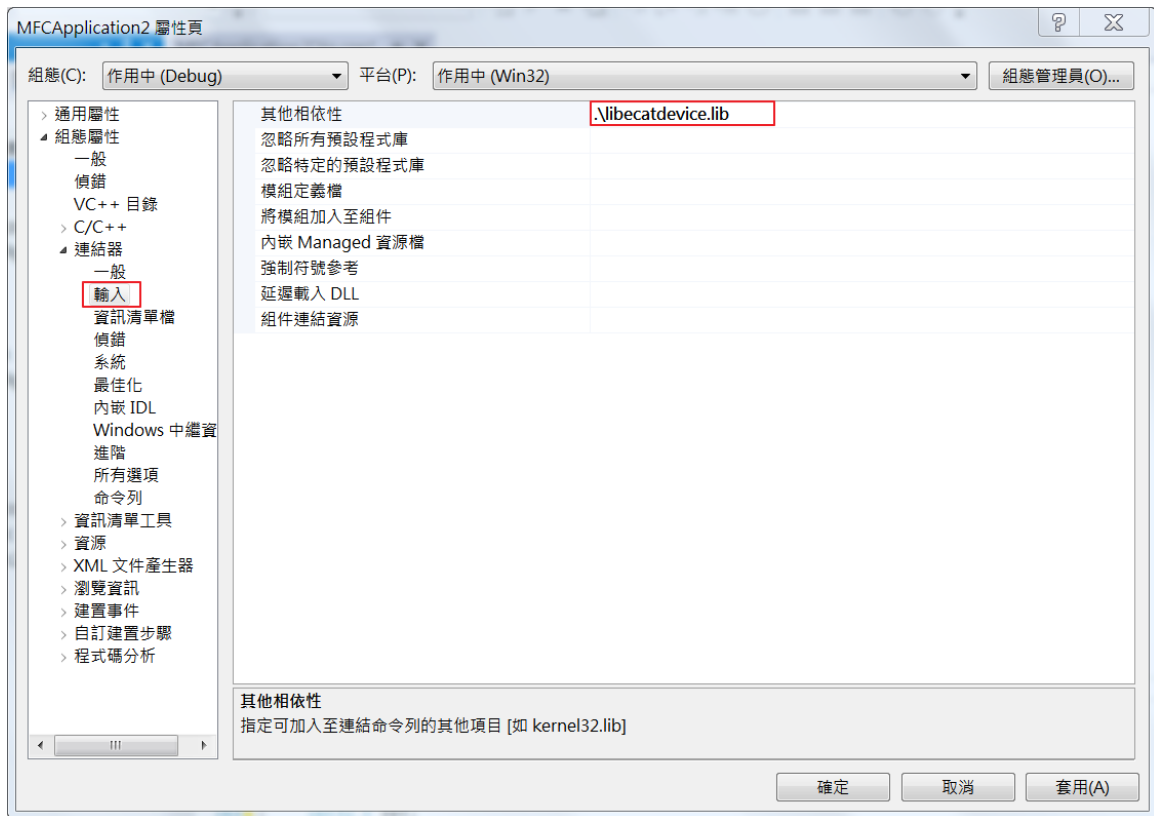 MFCApplication2 屬性頁
組態(C): 作用中 (Debug) 平台(P): 作用中 (Win32) 組態管理員(O)...
通用屬性
組態屬性
一般
偵錯
VC++ 目錄
C/C++
連結器
一般
輸入
資訊清單檔
偵錯
系統
最佳化
內嵌 IDL
Windows 中繼資
進階
所有選項
命令列
資訊清單工具
資源
XML 文件產生器
瀏覽資訊
建置事件
自訂建置步驟
程式碼分析
其他相依性 .\libecatdevice.lib
忽略所有預設程式庫
忽略特定的預設程式庫
模組定義檔
將模組加入至組件
內嵌 Managed 資源檔
強制符號參考
延遲載入 DLL
組件連結資源
其他相依性
指定可加入至連結命令列的其他項目 [如 kernel32.lib]
確定 取消 套用(A)